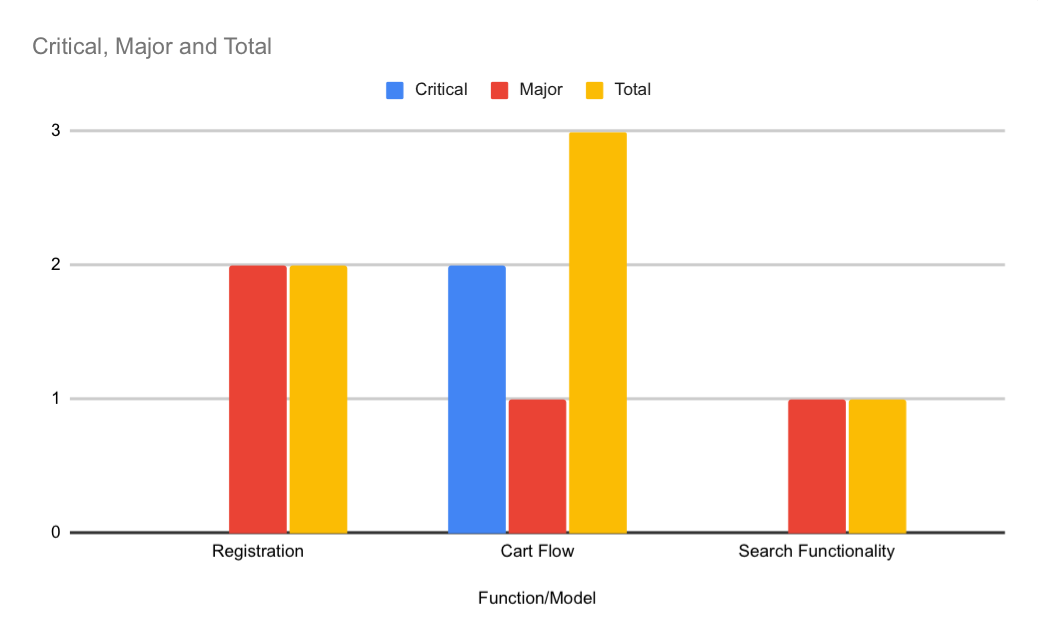 Critical, Major and Total
Critical Major Total
3
2
1
0
Registration Cart Flow Search Functionality
Function/Model